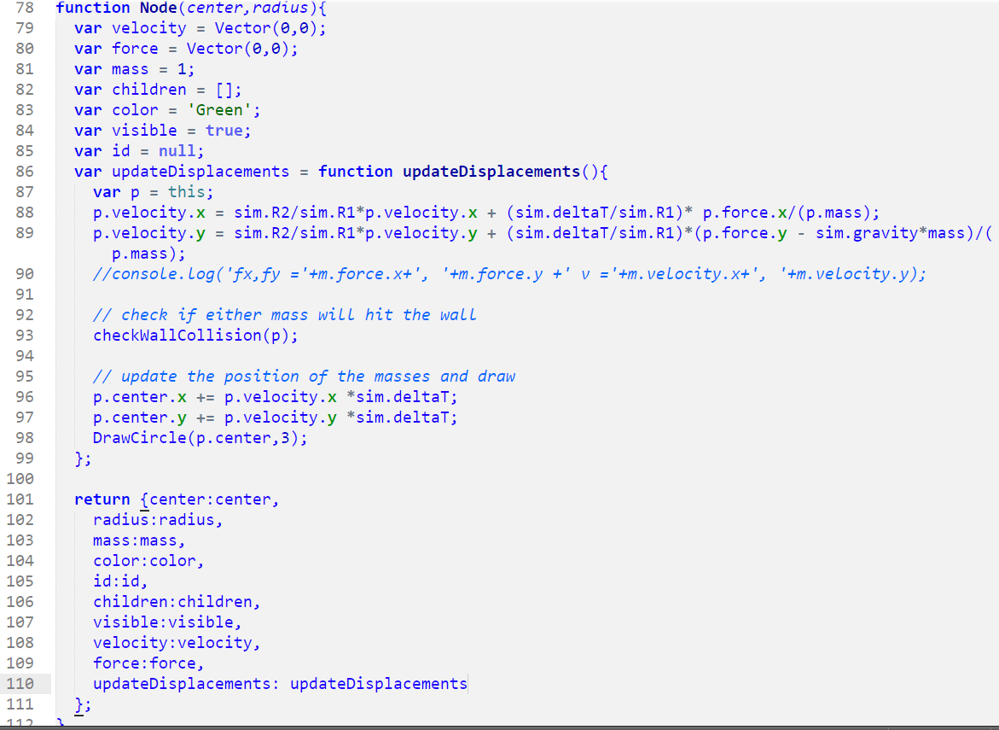 78 function Node(center,radius){
79 var velocity = Vector(0,0);
80 var force = Vector(0,0);
81 var mass = 1;
82 var children = [];
83 var color = 'Green';
84 var visible = true;
85 var id = null;
86 var updateDisplacements = function updateDisplacements(){
87 var p = this;
88 p.velocity.x = sim.R2/sim.R1*p.velocity.x + (sim.deltaT/sim.R1)* p.force.x/(p.mass);
89 p.velocity.y = sim.R2/sim.R1*p.velocity.y + (sim.deltaT/sim.R1)*(p.force.y - sim.gravity*mass)/(
p.mass);
90 //console.log('fx,fy ='+m.force.x+', '+m.force.y +' v ='+m.velocity.x+', '+m.velocity.y);
91
92 // check if either mass will hit the wall
93 checkWallCollision(p);
94
95 // update the position of the masses and draw
96 p.center.x += p.velocity.x *sim.deltaT;
97 p.center.y += p.velocity.y *sim.deltaT;
98 DrawCircle(p.center,3);
99 };
100
101 return {center:center,
102 radius:radius,
103 mass:mass,
104 color:color,
105 id:id,
106 children:children,
107 visible:visible,
108 velocity:velocity,
109 force:force,
110 updateDisplacements: updateDisplacements
111 };
112 }